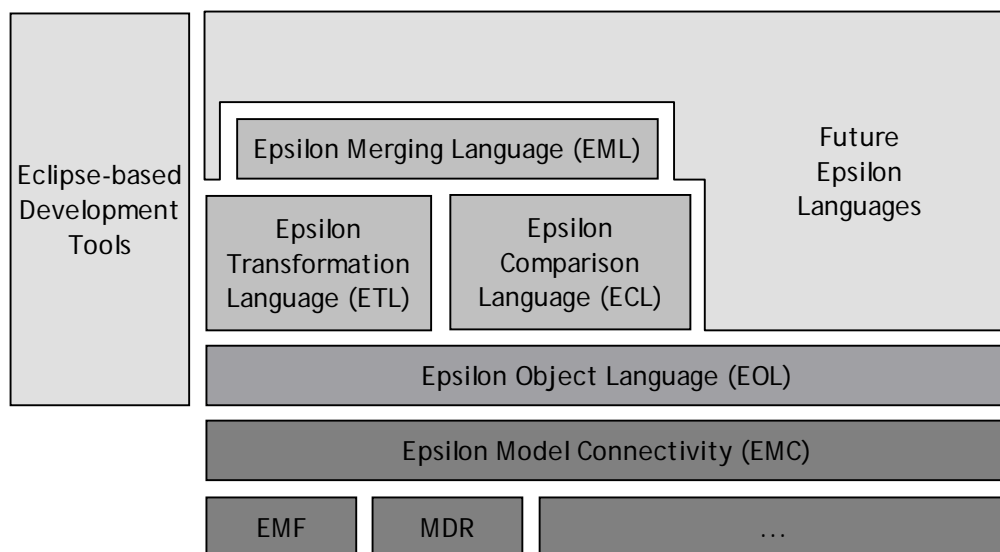 Eclipse-based
Development
Tools
Epsilon Merging Language (EML)
Future
Epsilon
Languages
Epsilon
Transformation
Language (ETL)
Epsilon
Comparison
Language (ECL)
Epsilon Object Language (EOL)
Epsilon Model Connectivity (EMC)
EMF
MDR
...